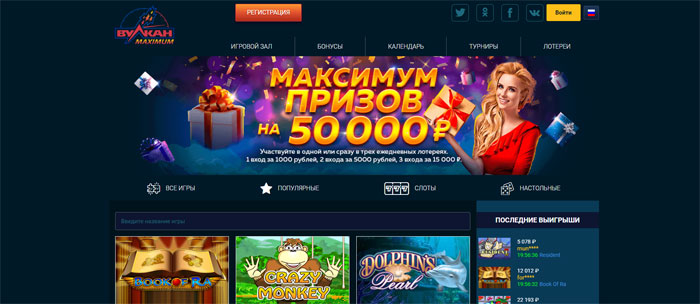 РЕГИСТРАЦИЯ
Войти
ВУЛКАН
MAXIMUM
ИГРОВОЙ ЗАЛ
БОНУСЫ
КАЛЕНДАРЬ
ТУРНИРЫ
ЛОТЕРЕИ
МАКСИМУМ
ПРИЗОВ
НА 50 000 ₽
Участвуйте в одной или сразу в трех ежедневных лотереях.
1 вход за 1000 рублей, 2 входа за 5000 рублей, 3 входа за 15 000 ₽.
ВСЕ ИГРЫ
ПОПУЛЯРНЫЕ
СЛОТЫ
НАСТОЛЬНЫЕ
Введите название игры
ПОСЛЕДНИЕ ВЫИГРЫШИ
BOOK OF RA
CRAZY
MONKEY
DOLPHIN'S
Pearl
5 078 ₽
mun****
19:56:36 Resident
12 012 ₽
for****
19:56:32 Book Of Ra
22 193 ₽